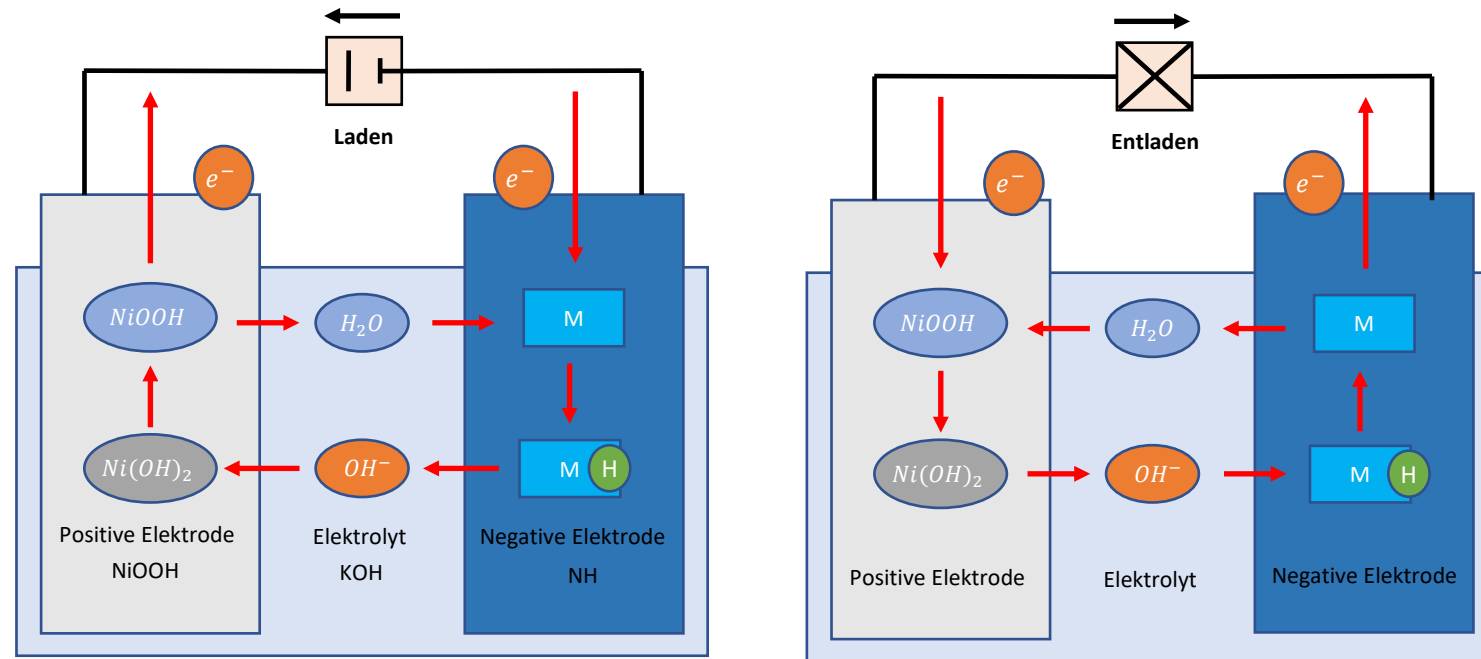 Laden
e⁻
e⁻
NiOOH
H₂O
M
Ni(OH)₂
OH⁻
M
H
Positive Elektrode
NiOOH
Elektrolyt
KOH
Negative Elektrode
NH
Entladen
e⁻
e⁻
NiOOH
H₂O
M
Ni(OH)₂
OH⁻
M
H
Positive Elektrode
Elektrolyt
Negative Elektrode